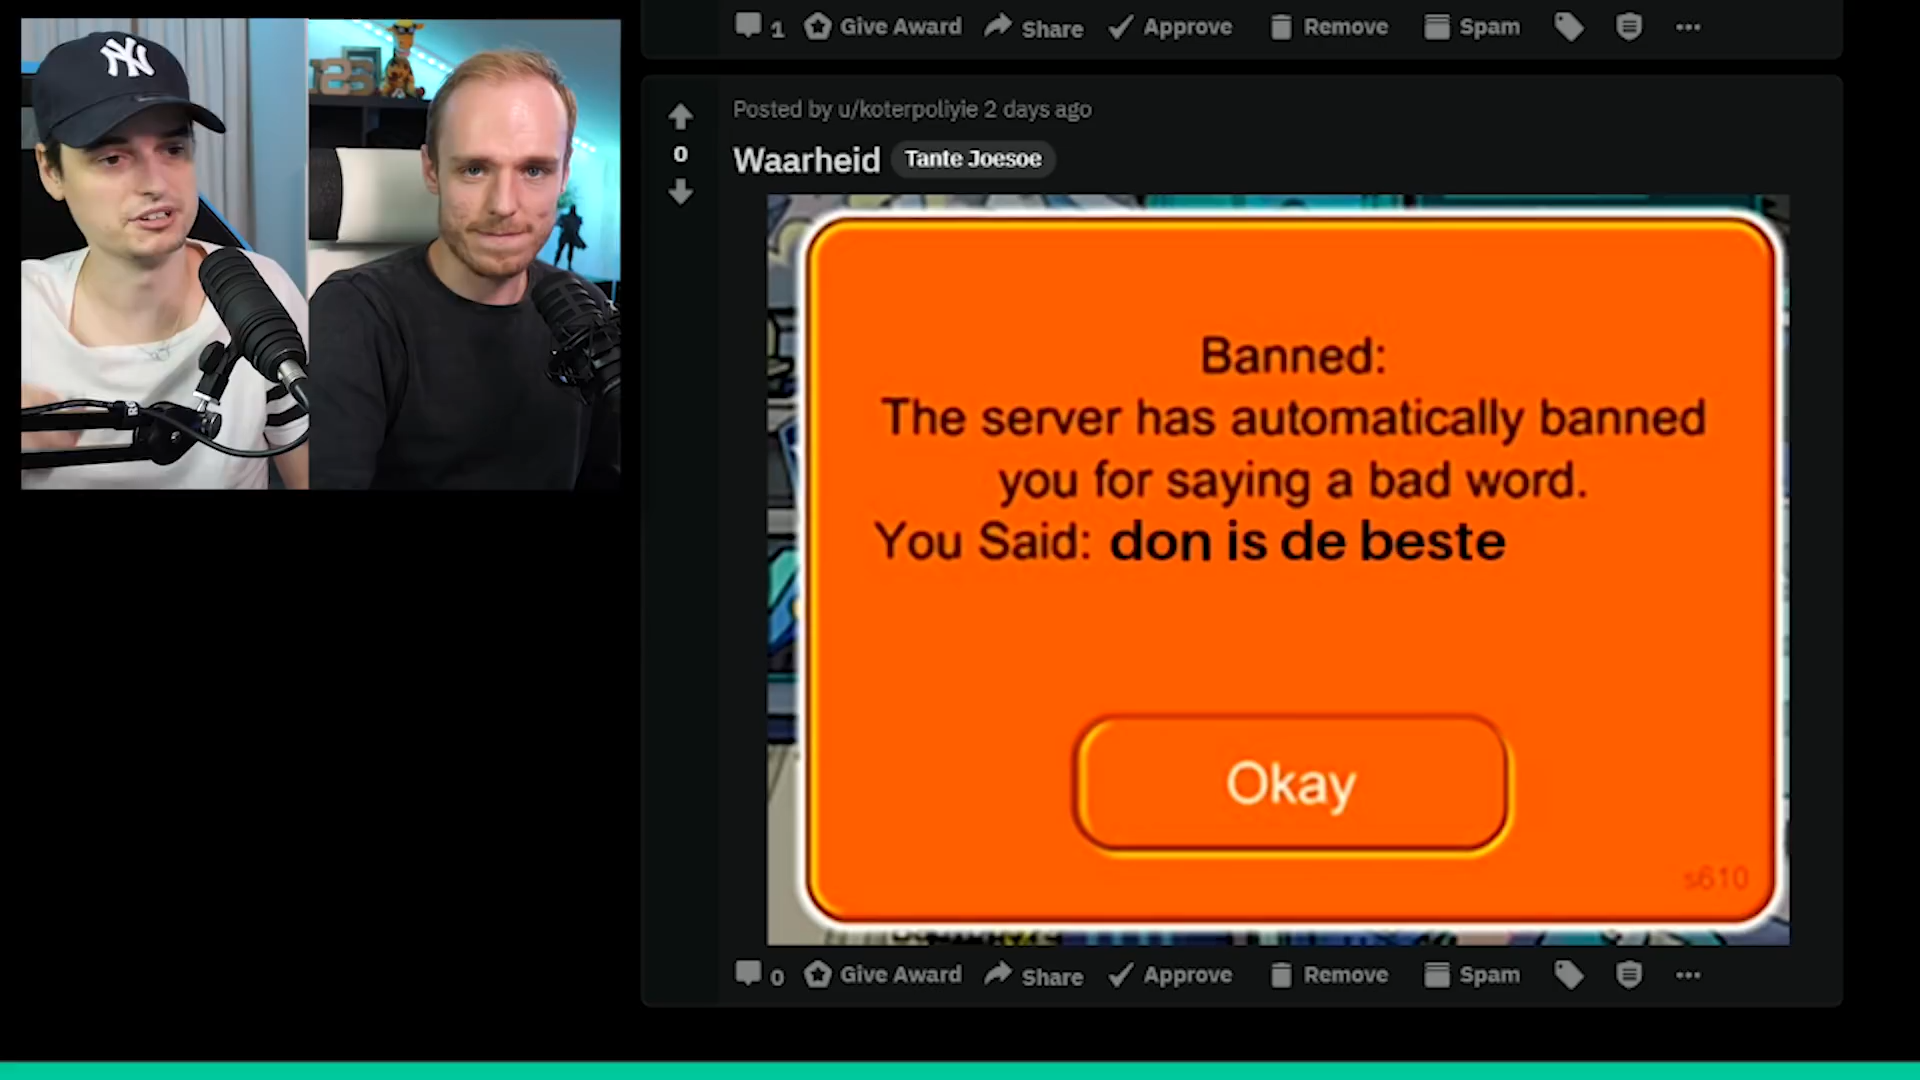 NY
1 Give Award Share Approve Remove Spam
Posted by u/koterpoliyie 2 days ago
0
Waarheid Tante Joesoe
Banned:
The server has automatically banned
you for saying a bad word.
You Said: don is de beste
Okay
s610
0 Give Award Share Approve Remove Spam